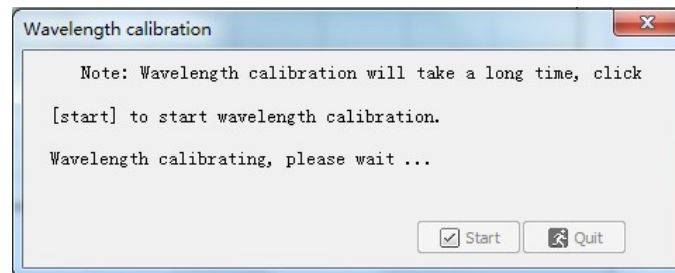 Wavelength calibration
Note: Wavelength calibration will take a long time, click
[start] to start wavelength calibration.
Wavelength calibrating, please wait ...
Start Quit